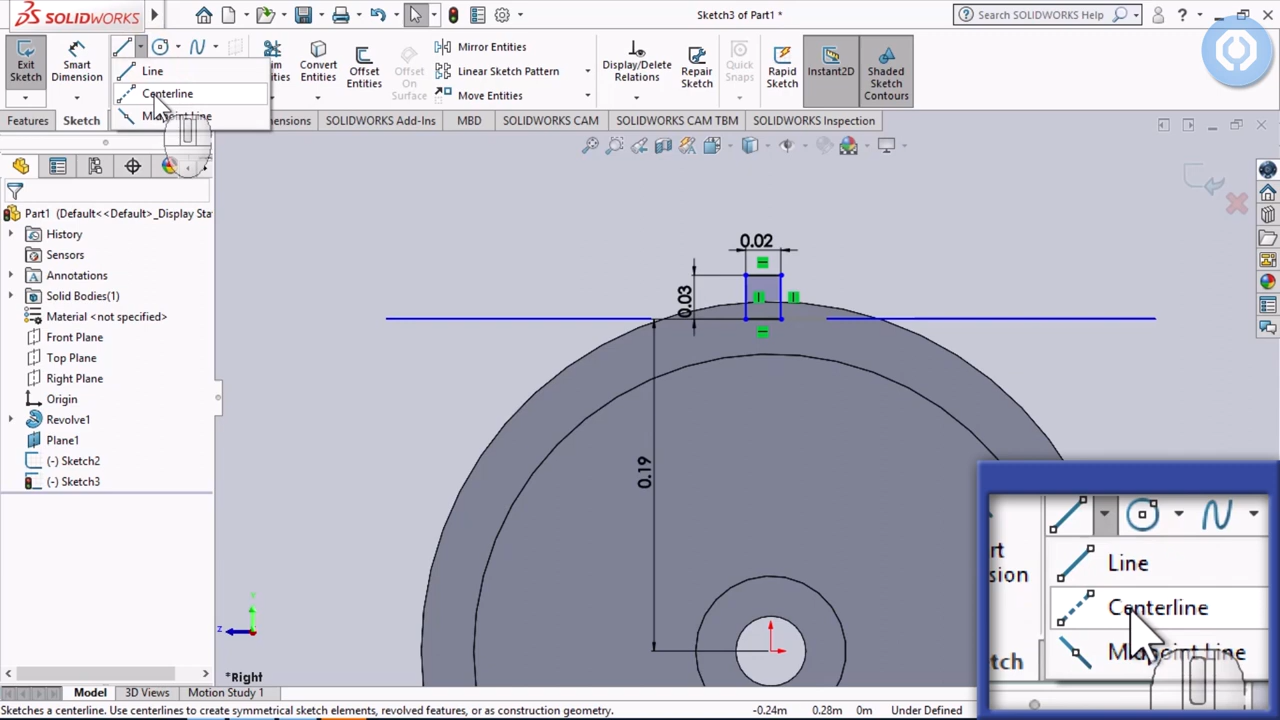 SOLIDWORKS
Sketch3 of Part1 *
Search SOLIDWORKS Help
Exit Sketch
Smart Dimension
Line
Centerline
Convert Entities
Offset Entities
Offset On Surface
Mirror Entities
Linear Sketch Pattern
Move Entities
Display/Delete Relations
Repair Sketch
Quick Snaps
Rapid Sketch
Instant2D
Shaded Sketch Contours
Features
Sketch
SOLIDWORKS Add-Ins
MBD
SOLIDWORKS CAM
SOLIDWORKS CAM TBM
SOLIDWORKS Inspection
Part1 (Default<<Default>_Display Sta
History
Sensors
Annotations
Solid Bodies(1)
Material <not specified>
Front Plane
Top Plane
Right Plane
Origin
Revolve1
Plane1
(-) Sketch2
(-) Sketch3
0.02
0.03
0.19
Y
Z
*Right
Line
Centerline
Model
3D Views
Motion Study 1
Sketches a centerline. Use centerlines to create symmetrical sketch elements, revolved features, or as construction geometry.
-0.24m
0.28m
0m
Under Defined